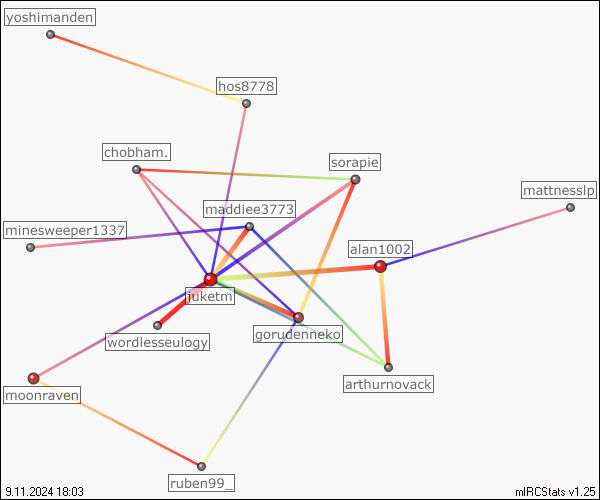 yoshimanden
hos8778
chobham.
sorapie
mattnesslp
maddiee3773
minesweeper1337
alan1002
juketm
gorudenneko
wordlesseulogy
arthurnovack
moonraven
ruben99_
9.11.2024 18:03
mIRCStats v1.25